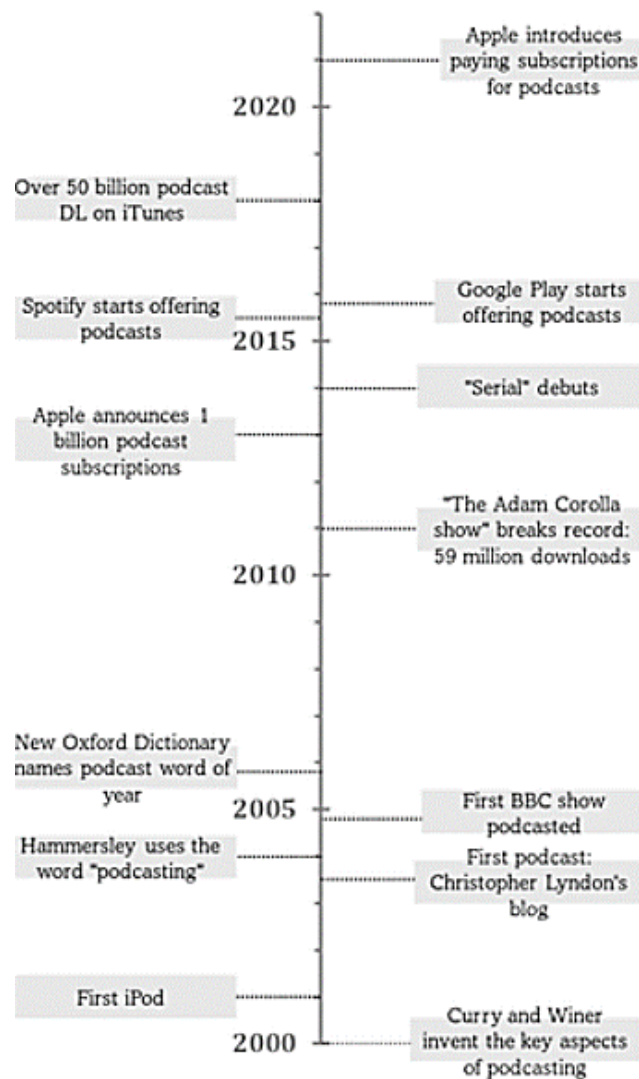 Apple introduces
paying subscriptions
for podcasts
2020
Over 50 billion podcast
DL on iTunes
Google Play starts
offering podcasts
Spotify starts offering
podcasts
2015
"Serial" debuts
Apple announces 1
billion podcast
subscriptions
"The Adam Corolla
show" breaks record:
59 million downloads
2010
New Oxford Dictionary
names podcast word of
year
2005
First BBC show
podcasted
Hammersley uses the
word "podcasting"
First podcast:
Christopher Lyndon's
blog
First iPod
2000
Curry and Winer
invent the key aspects
of podcasting